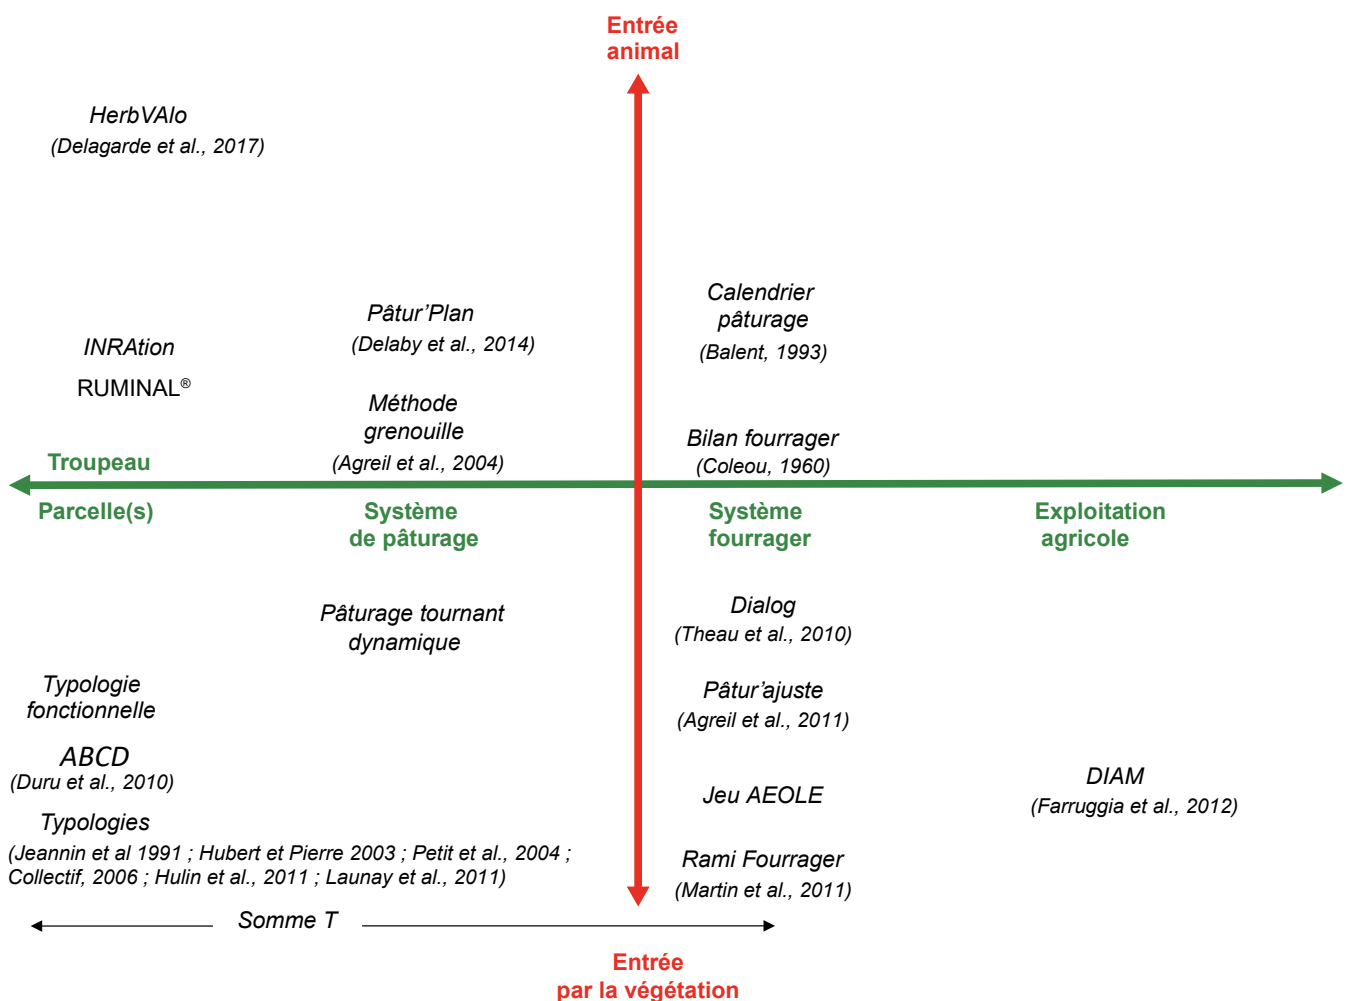 Entrée
animal
HerbVAlo
(Delagarde et al., 2017)
Pâtur’Plan
(Delaby et al., 2014)
Calendrier
pâturage
(Balent, 1993)
INRAtion
RUMINAL®
Méthode
grenouille
(Agreil et al., 2004)
Bilan fourrager
(Coleou, 1960)
Troupeau
Parcelle(s)
Système
de pâturage
Système
fourrager
Exploitation
agricole
Pâturage tournant
dynamique
Dialog
(Theau et al., 2010)
Typologie
fonctionnelle
Pâtur’ajuste
(Agreil et al., 2011)
ABCD
(Duru et al., 2010)
Jeu AEOLE
DIAM
(Farruggia et al., 2012)
Typologies
(Jeannin et al 1991 ; Hubert et Pierre 2003 ; Petit et al., 2004 ;
Collectif, 2006 ; Hulin et al., 2011 ; Launay et al., 2011)
Rami Fourrager
(Martin et al., 2011)
Somme T
Entrée
par la végétation